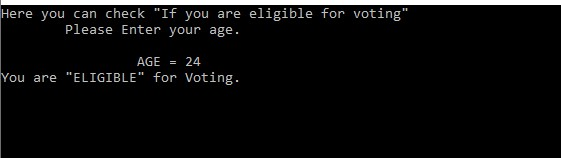 Here you can check "If you are eligible for voting"
Please Enter your age.
AGE = 24
You are "ELIGIBLE" for Voting.